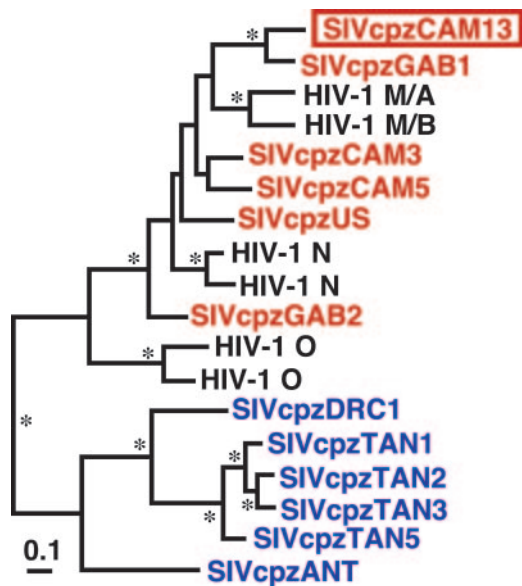 * SIVcpzCAM13
SIVcpzGAB1
* HIV-1 M/A
HIV-1 M/B
SIVcpzCAM3
SIVcpzCAM5
SIVcpzUS
* * HIV-1 N
HIV-1 N
SIVcpzGAB2
* HIV-1 O
HIV-1 O
SIVcpzDRC1
*
* * SIVcpzTAN1
SIVcpzTAN2
* * SIVcpzTAN3
SIVcpzTAN5
0.1
SIVcpzANT